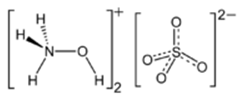 [H H N O H H]+ 2 [O O S O O]2−